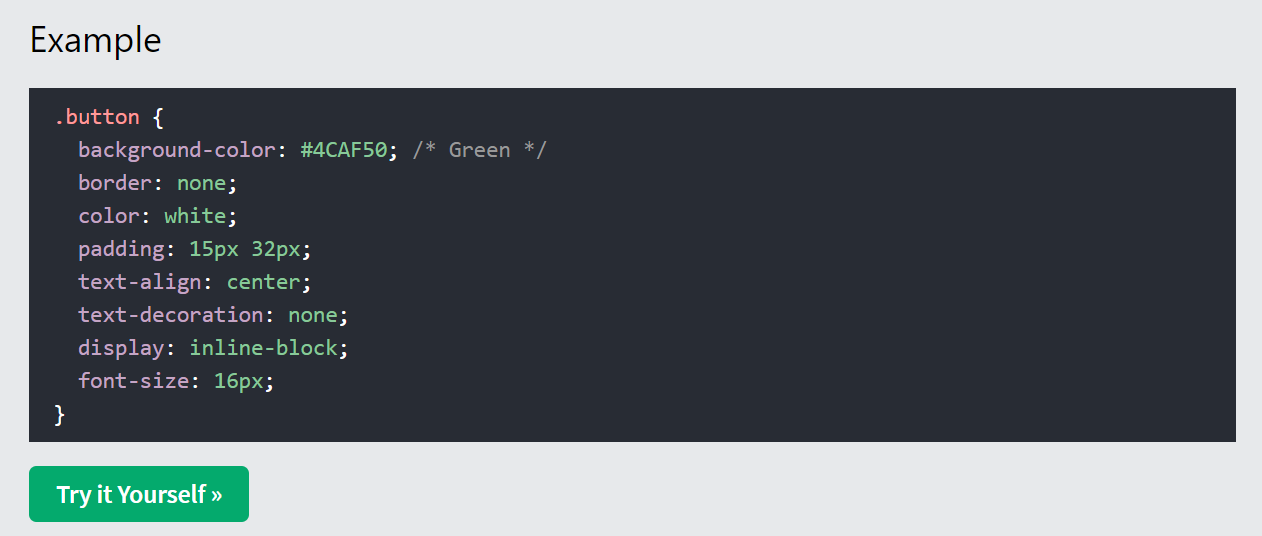 Example
.button {
  background-color: #4CAF50; /* Green */
  border: none;
  color: white;
  padding: 15px 32px;
  text-align: center;
  text-decoration: none;
  display: inline-block;
  font-size: 16px;
}
Try it Yourself »